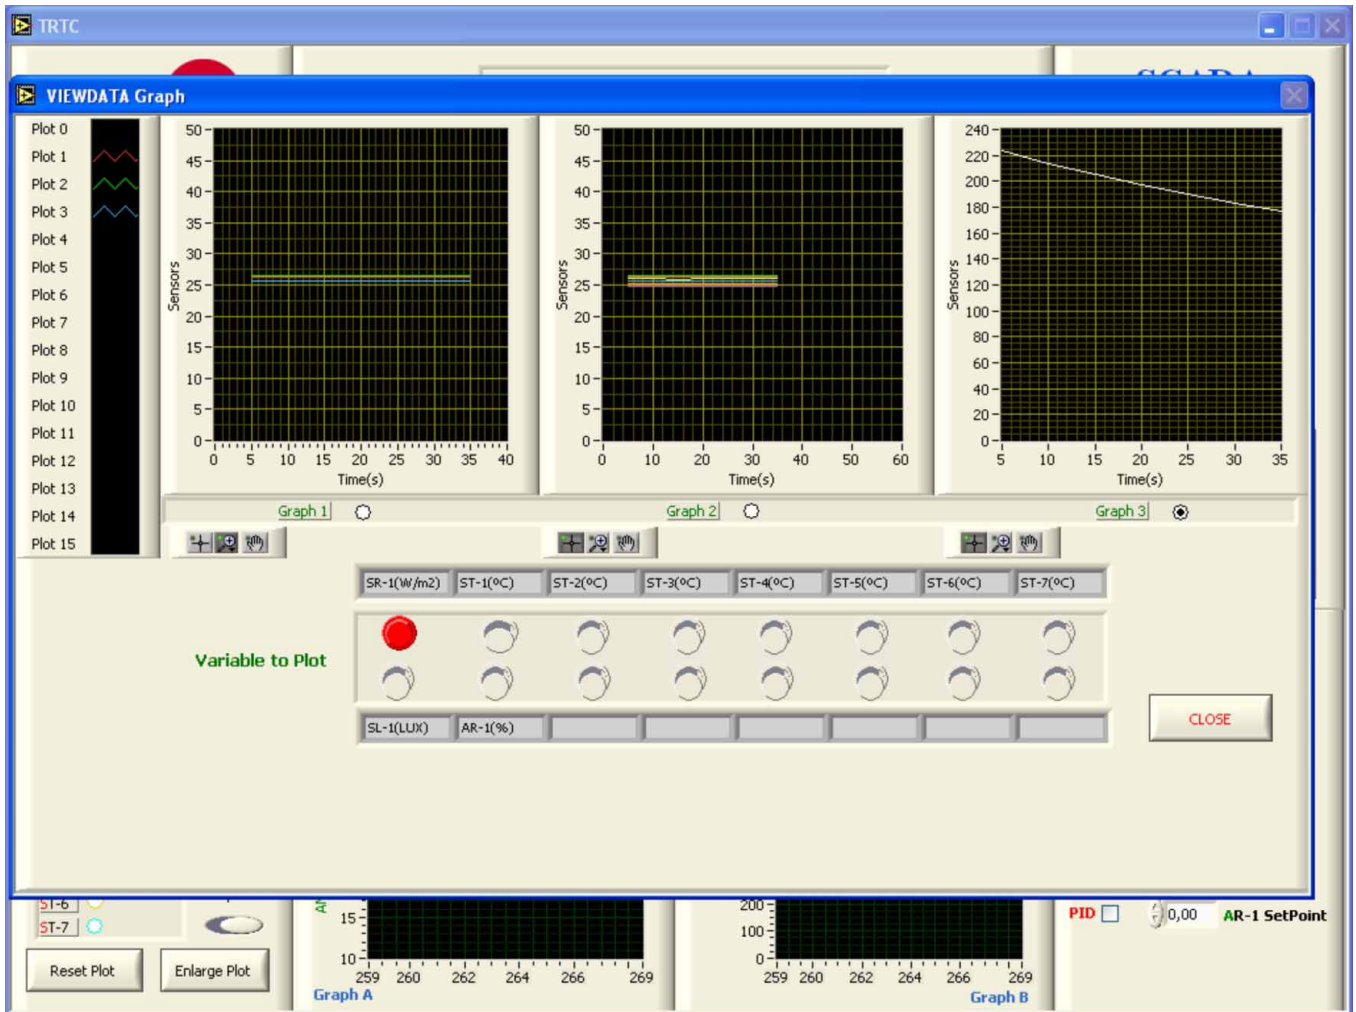 TRTC
VIEWDATA Graph
Plot 0
Plot 1
Plot 2
Plot 3
Plot 4
Plot 5
Plot 6
Plot 7
Plot 8
Plot 9
Plot 10
Plot 11
Plot 12
Plot 13
Plot 14
Plot 15
Sensors
50
45
40
35
30
25
20
15
10
5
0
0 5 10 15 20 25 30 35 40
Time(s)
Sensors
50
45
40
35
30
25
20
15
10
5
0
0 10 20 30 40 50 60
Time(s)
Sensors
240
220
200
180
160
140
120
100
80
60
40
20
0
5 10 15 20 25 30 35
Time(s)
Graph 1 Graph 2 Graph 3
SR-1(W/m2) ST-1(ºC) ST-2(ºC) ST-3(ºC) ST-4(ºC) ST-5(ºC) ST-6(ºC) ST-7(ºC)
Variable to Plot
SL-1(LUX) AR-1(%)
CLOSE
ST-6
ST-7
Reset Plot Enlarge Plot
15
10
259 260 262 264 266 269
Graph A
200
100
0
259 260 262 264 266 269
Graph B
PID 0,00 AR-1 SetPoint